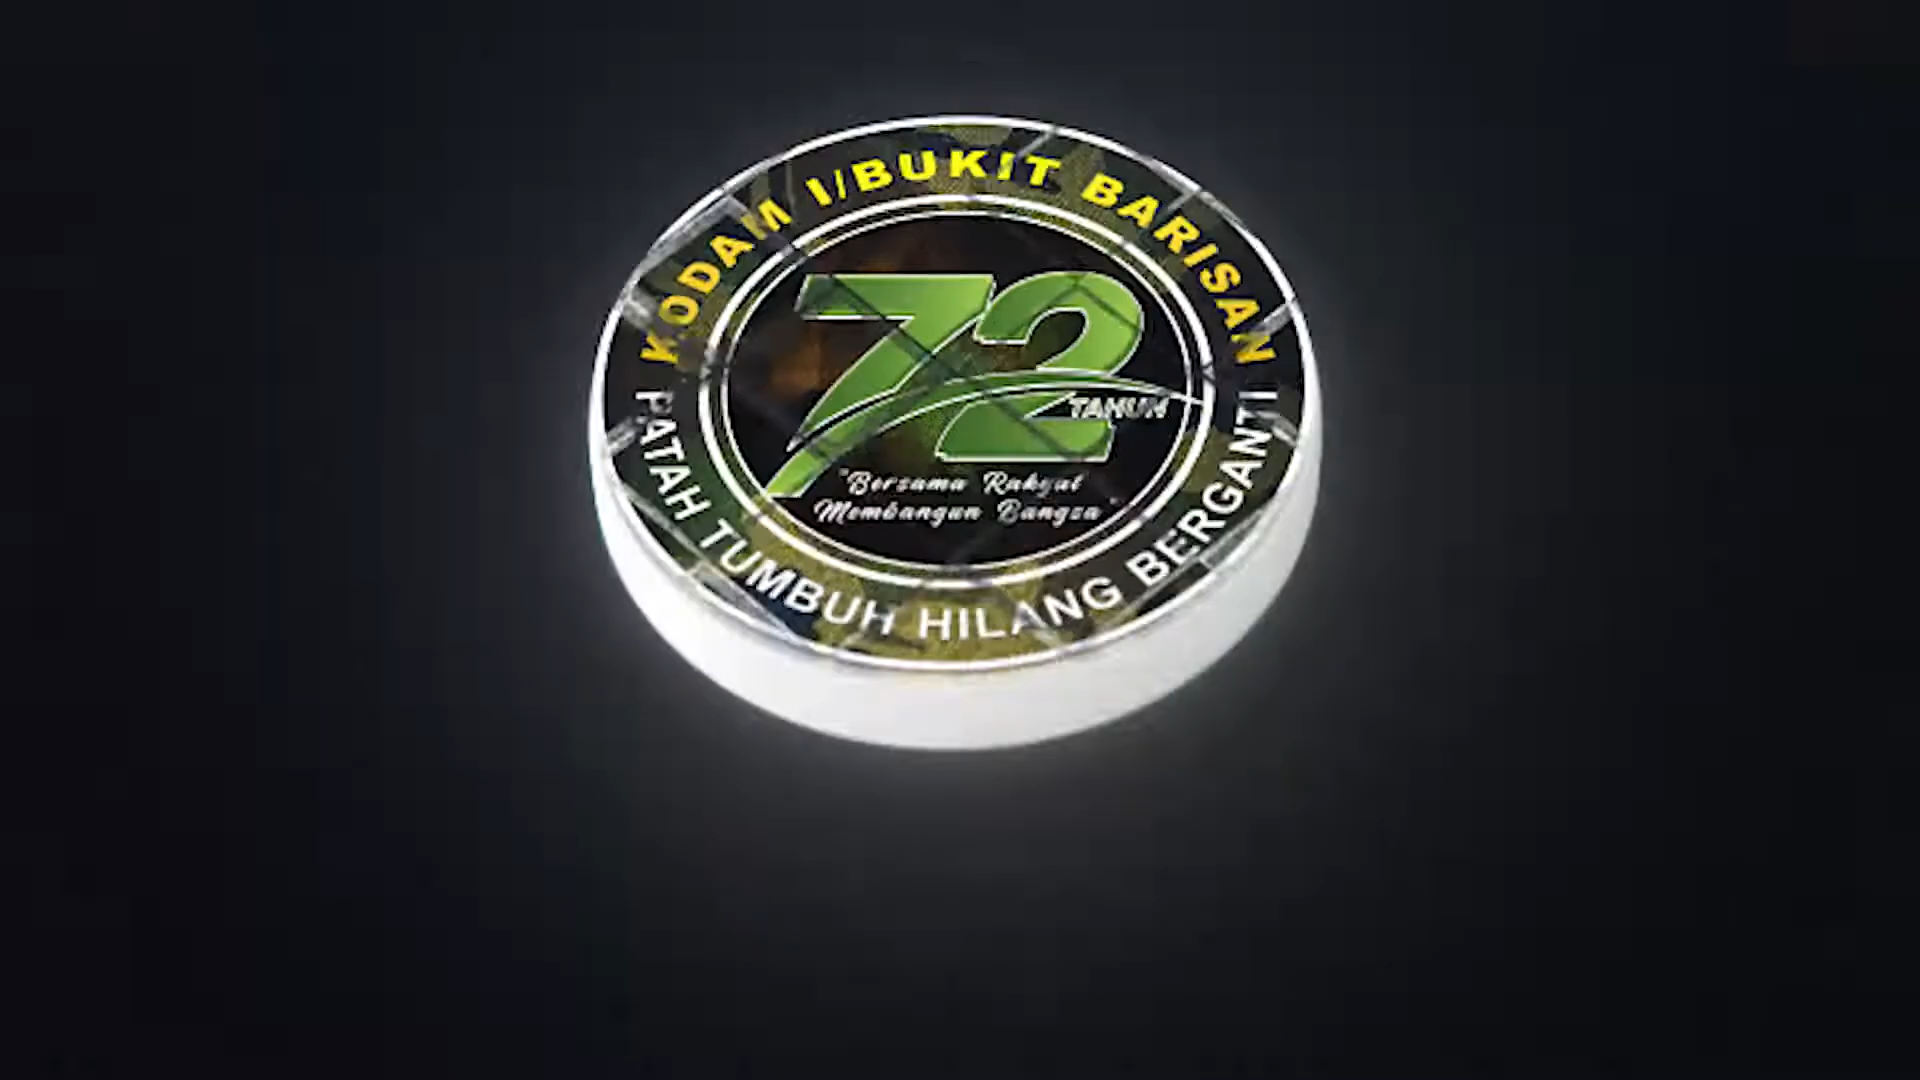 KODAM I/BUKIT BARISAN
72
TAHUN
"Bersama Rakyat
Membangun Bangsa"
PATAH TUMBUH HILANG BERGANTI